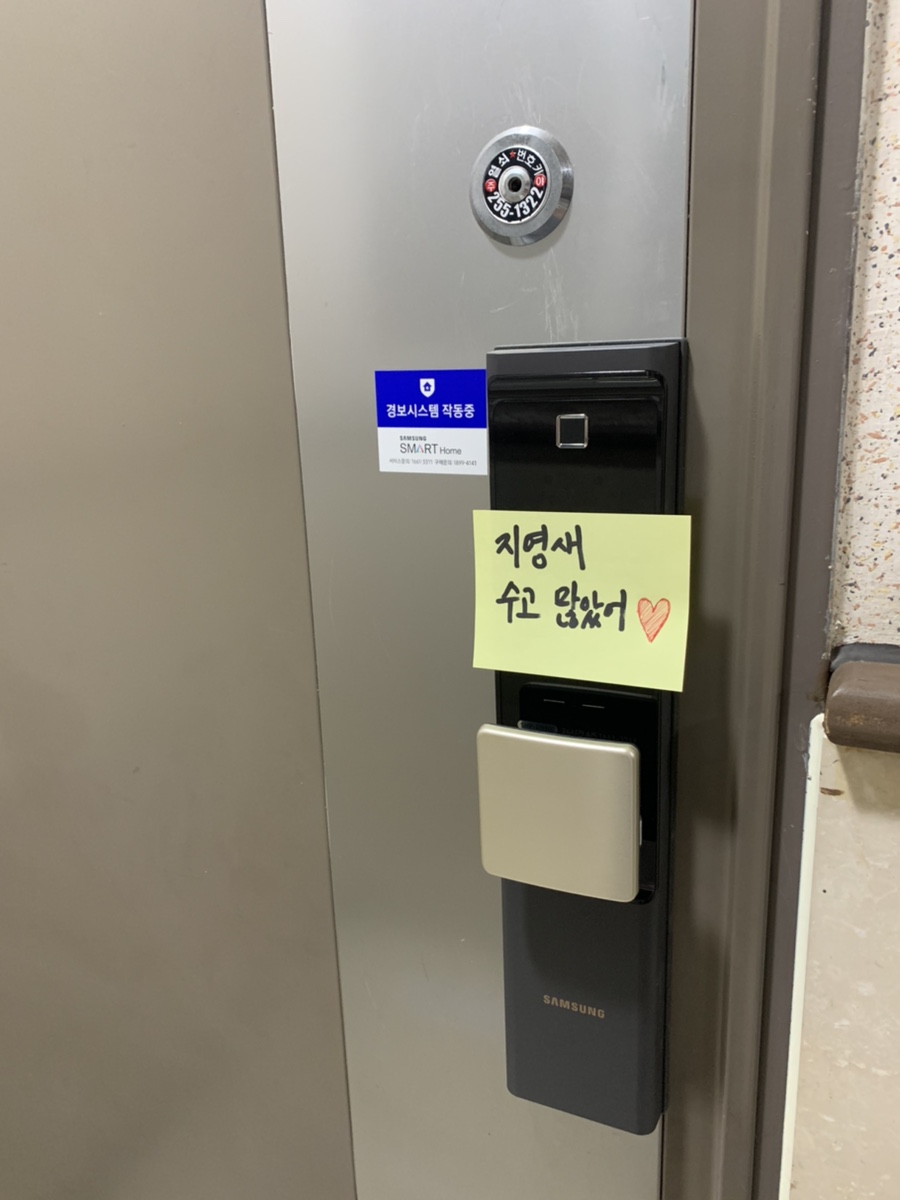 열쇠 번호키
255-1322
경보시스템 작동중
SAMSUNG
SMART Home
지영새
수고 많았어
SAMSUNG